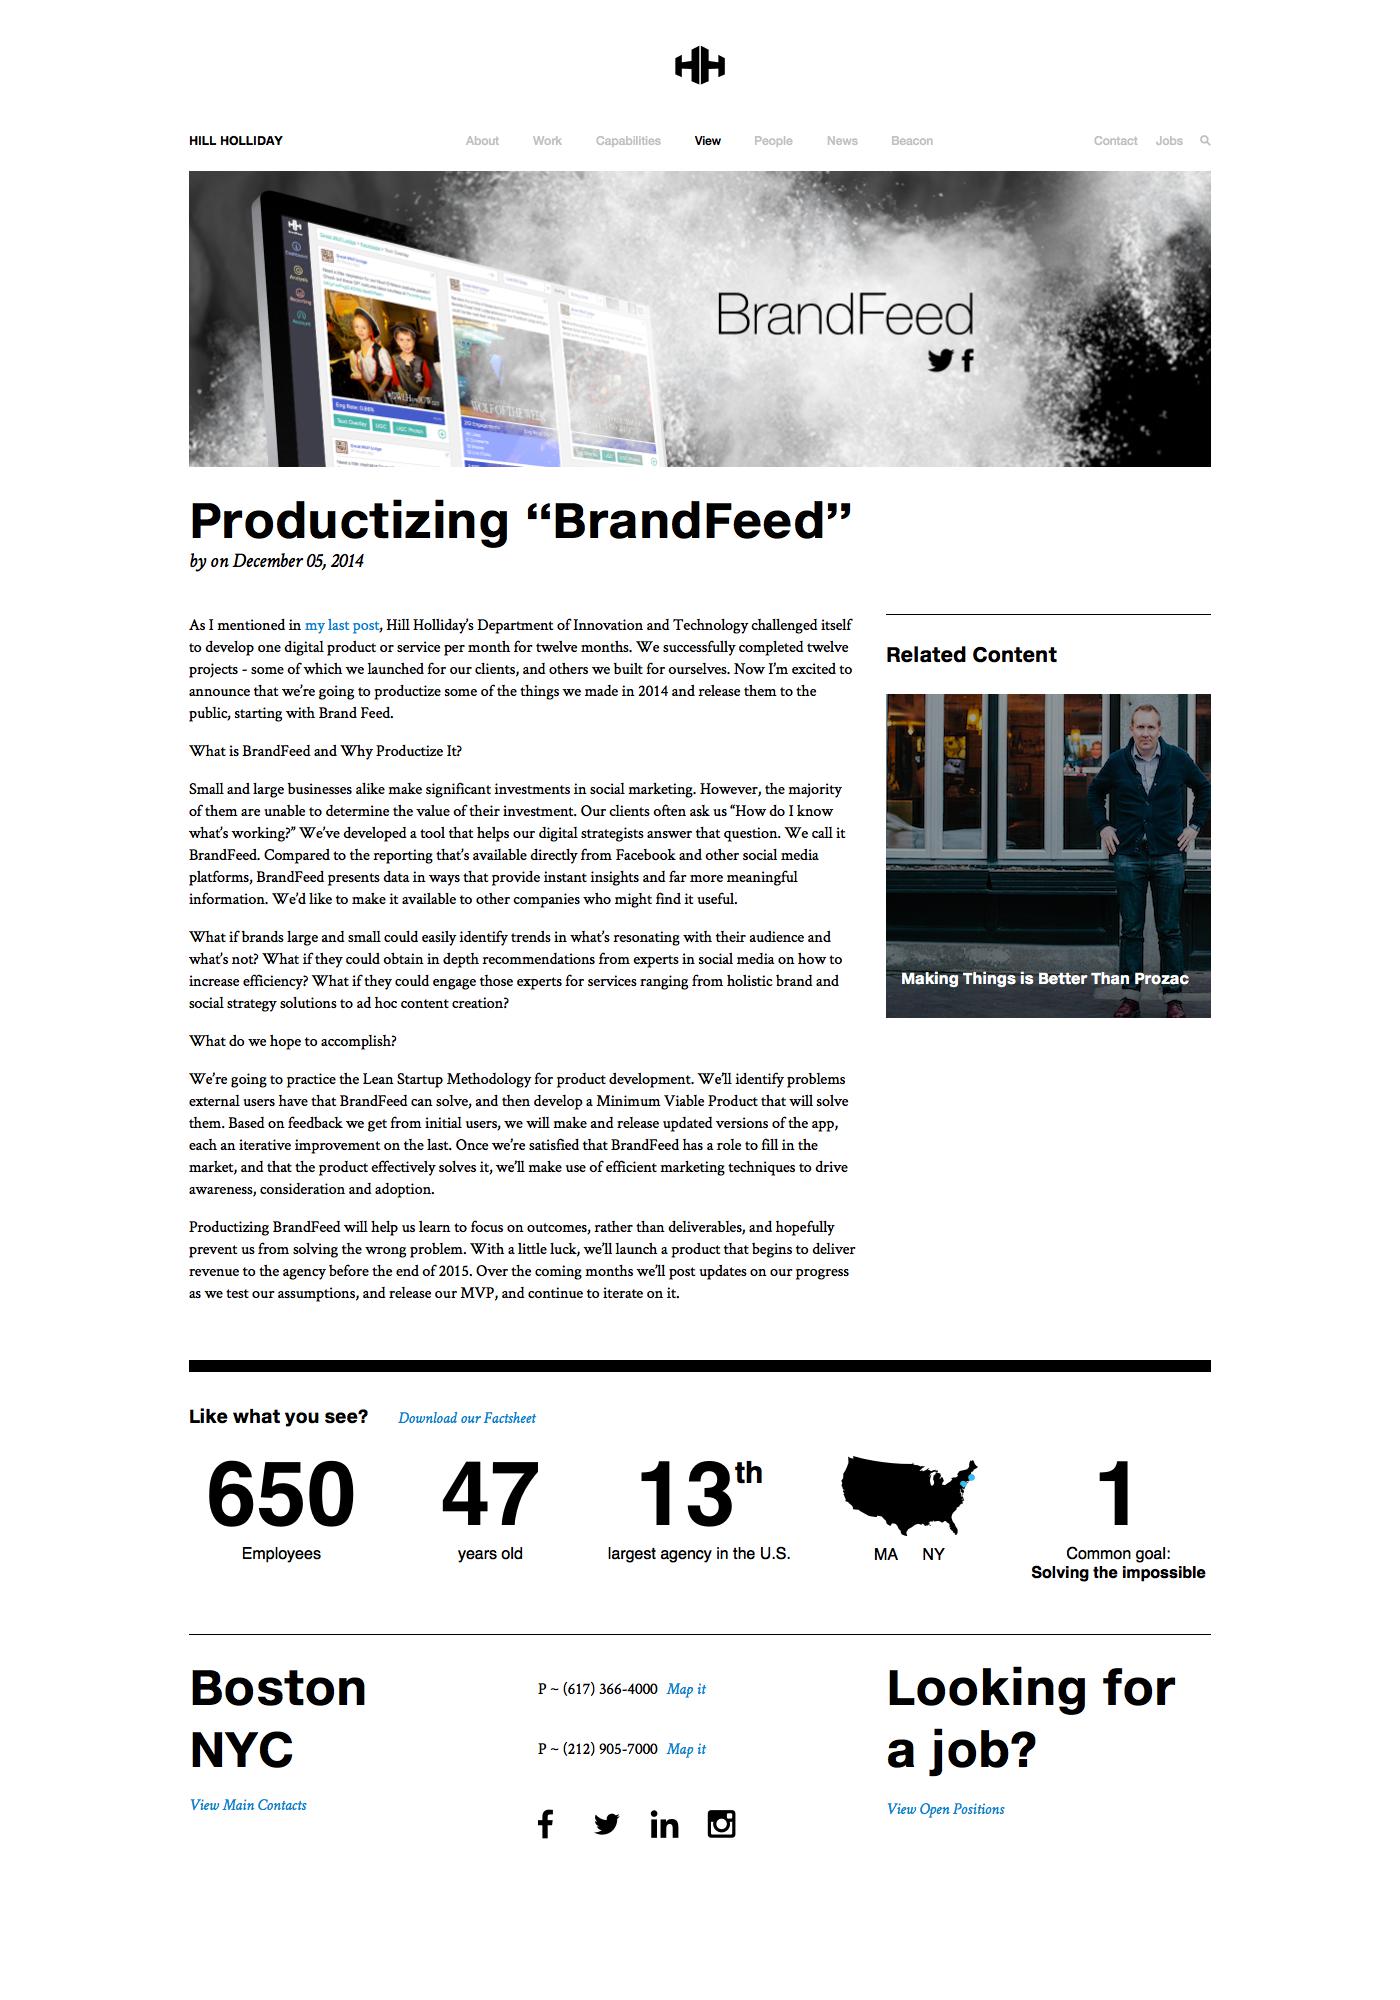 HILL HOLLIDAY
About Work Capabilities View People News Beacon
Contact Jobs
BrandFeed
Eng Rate: 0.86%
Text Overlay UGC UGC Photos
WOLF OF THE WEEK
Productizing “BrandFeed”
by on December 05, 2014
As I mentioned in my last post, Hill Holliday’s Department of Innovation and Technology challenged itself
to develop one digital product or service per month for twelve months. We successfully completed twelve
projects - some of which we launched for our clients, and others we built for ourselves. Now I’m excited to
announce that we’re going to productize some of the things we made in 2014 and release them to the
public, starting with Brand Feed.
What is BrandFeed and Why Productize It?
Small and large businesses alike make significant investments in social marketing. However, the majority
of them are unable to determine the value of their investment. Our clients often ask us “How do I know
what’s working?” We’ve developed a tool that helps our digital strategists answer that question. We call it
BrandFeed. Compared to the reporting that’s available directly from Facebook and other social media
platforms, BrandFeed presents data in ways that provide instant insights and far more meaningful
information. We’d like to make it available to other companies who might find it useful.
What if brands large and small could easily identify trends in what’s resonating with their audience and
what’s not? What if they could obtain in depth recommendations from experts in social media on how to
increase efficiency? What if they could engage those experts for services ranging from holistic brand and
social strategy solutions to ad hoc content creation?
What do we hope to accomplish?
We’re going to practice the Lean Startup Methodology for product development. We’ll identify problems
external users have that BrandFeed can solve, and then develop a Minimum Viable Product that will solve
them. Based on feedback we get from initial users, we will make and release updated versions of the app,
each an iterative improvement on the last. Once we’re satisfied that BrandFeed has a role to fill in the
market, and that the product effectively solves it, we’ll make use of efficient marketing techniques to drive
awareness, consideration and adoption.
Productizing BrandFeed will help us learn to focus on outcomes, rather than deliverables, and hopefully
prevent us from solving the wrong problem. With a little luck, we’ll launch a product that begins to deliver
revenue to the agency before the end of 2015. Over the coming months we’ll post updates on our progress
as we test our assumptions, and release our MVP, and continue to iterate on it.
Related Content
Making Things is Better Than Prozac
Like what you see? Download our Factsheet
650
Employees
47
years old
13th
largest agency in the U.S.
MA NY
1
Common goal:
Solving the impossible
Boston
NYC
View Main Contacts
P ~ (617) 366-4000 Map it
P ~ (212) 905-7000 Map it
Looking for
a job?
View Open Positions